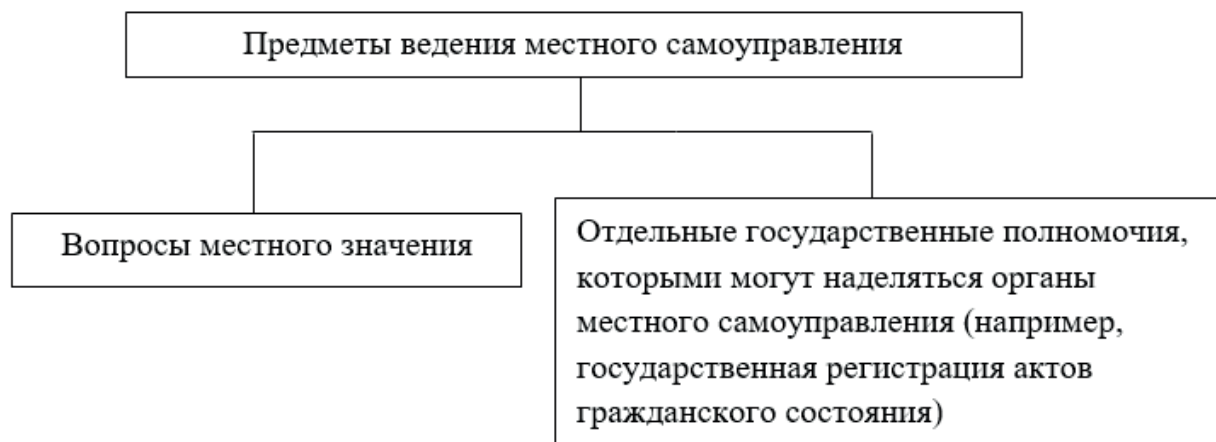 Предметы ведения местного самоуправления
Вопросы местного значения
Отдельные государственные полномочия,
которыми могут наделяться органы
местного самоуправления (например,
государственная регистрация актов
гражданского состояния)